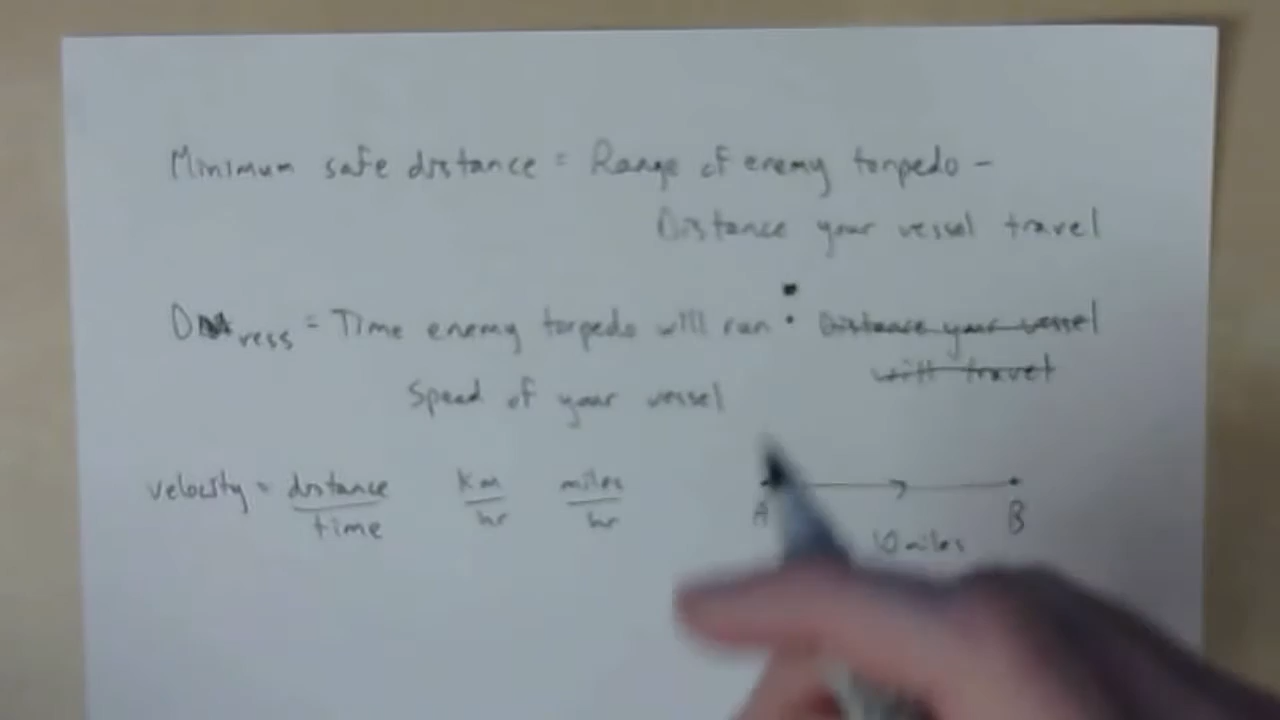 Minimum safe distance = Range of enemy torpedo -
Distance your vessel travel
D vess = Time enemy torpedo will run · Distance your vessel
will travel
Speed of your vessel
velocity = distance / time km / hr miles / hr
A B
10 miles